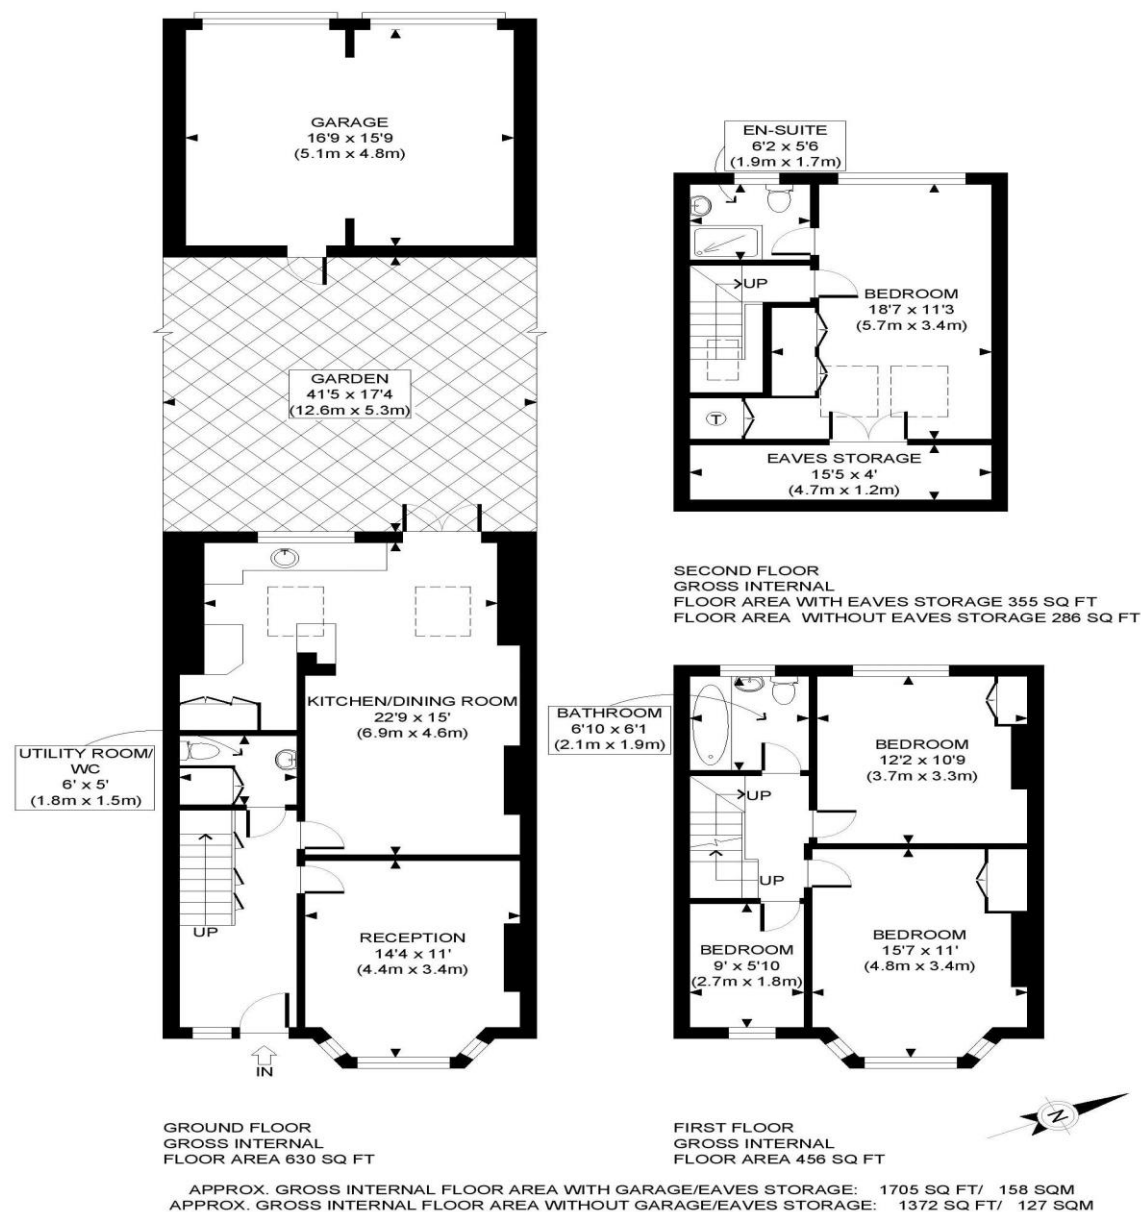 GARAGE
16'9 x 15'9
(5.1m x 4.8m)
GARDEN
41'5 x 17'4
(12.6m x 5.3m)
KITCHEN/DINING ROOM
22'9 x 15'
(6.9m x 4.6m)
UTILITY ROOM/
WC
6' x 5'
(1.8m x 1.5m)
UP
RECEPTION
14'4 x 11'
(4.4m x 3.4m)
IN
GROUND FLOOR
GROSS INTERNAL
FLOOR AREA 630 SQ FT
EN-SUITE
6'2 x 5'6
(1.9m x 1.7m)
UP
BEDROOM
18'7 x 11'3
(5.7m x 3.4m)
T
EAVES STORAGE
15'5 x 4'
(4.7m x 1.2m)
SECOND FLOOR
GROSS INTERNAL
FLOOR AREA WITH EAVES STORAGE 355 SQ FT
FLOOR AREA WITHOUT EAVES STORAGE 286 SQ FT
BATHROOM
6'10 x 6'1
(2.1m x 1.9m)
BEDROOM
12'2 x 10'9
(3.7m x 3.3m)
UP
UP
BEDROOM
9' x 5'10
(2.7m x 1.8m)
BEDROOM
15'7 x 11'
(4.8m x 3.4m)
N
FIRST FLOOR
GROSS INTERNAL
FLOOR AREA 456 SQ FT
APPROX. GROSS INTERNAL FLOOR AREA WITH GARAGE/EAVES STORAGE: 1705 SQ FT/ 158 SQM
APPROX. GROSS INTERNAL FLOOR AREA WITHOUT GARAGE/EAVES STORAGE: 1372 SQ FT/ 127 SQM